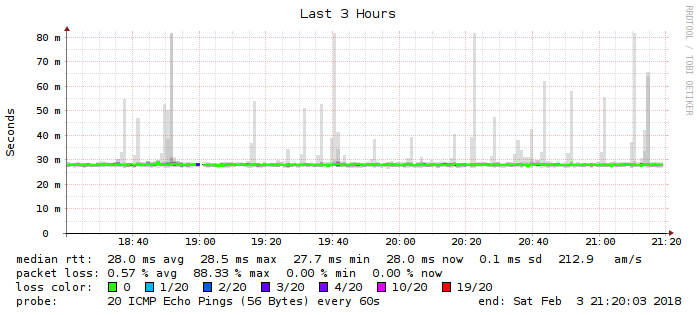 Last 3 Hours
RRDTOOL / TOBI OETIKER
Seconds
80 m
70 m
60 m
50 m
40 m
30 m
20 m
10 m
0
18:40 19:00 19:20 19:40 20:00 20:20 20:40 21:00 21:20
median rtt: 28.0 ms avg 28.5 ms max 27.7 ms min 28.0 ms now 0.1 ms sd 212.9 am/s
packet loss: 0.57 % avg 88.33 % max 0.00 % min 0.00 % now
loss color: 0 1/20 2/20 3/20 4/20 10/20 19/20
probe: 20 ICMP Echo Pings (56 Bytes) every 60s end: Sat Feb 3 21:20:03 2018